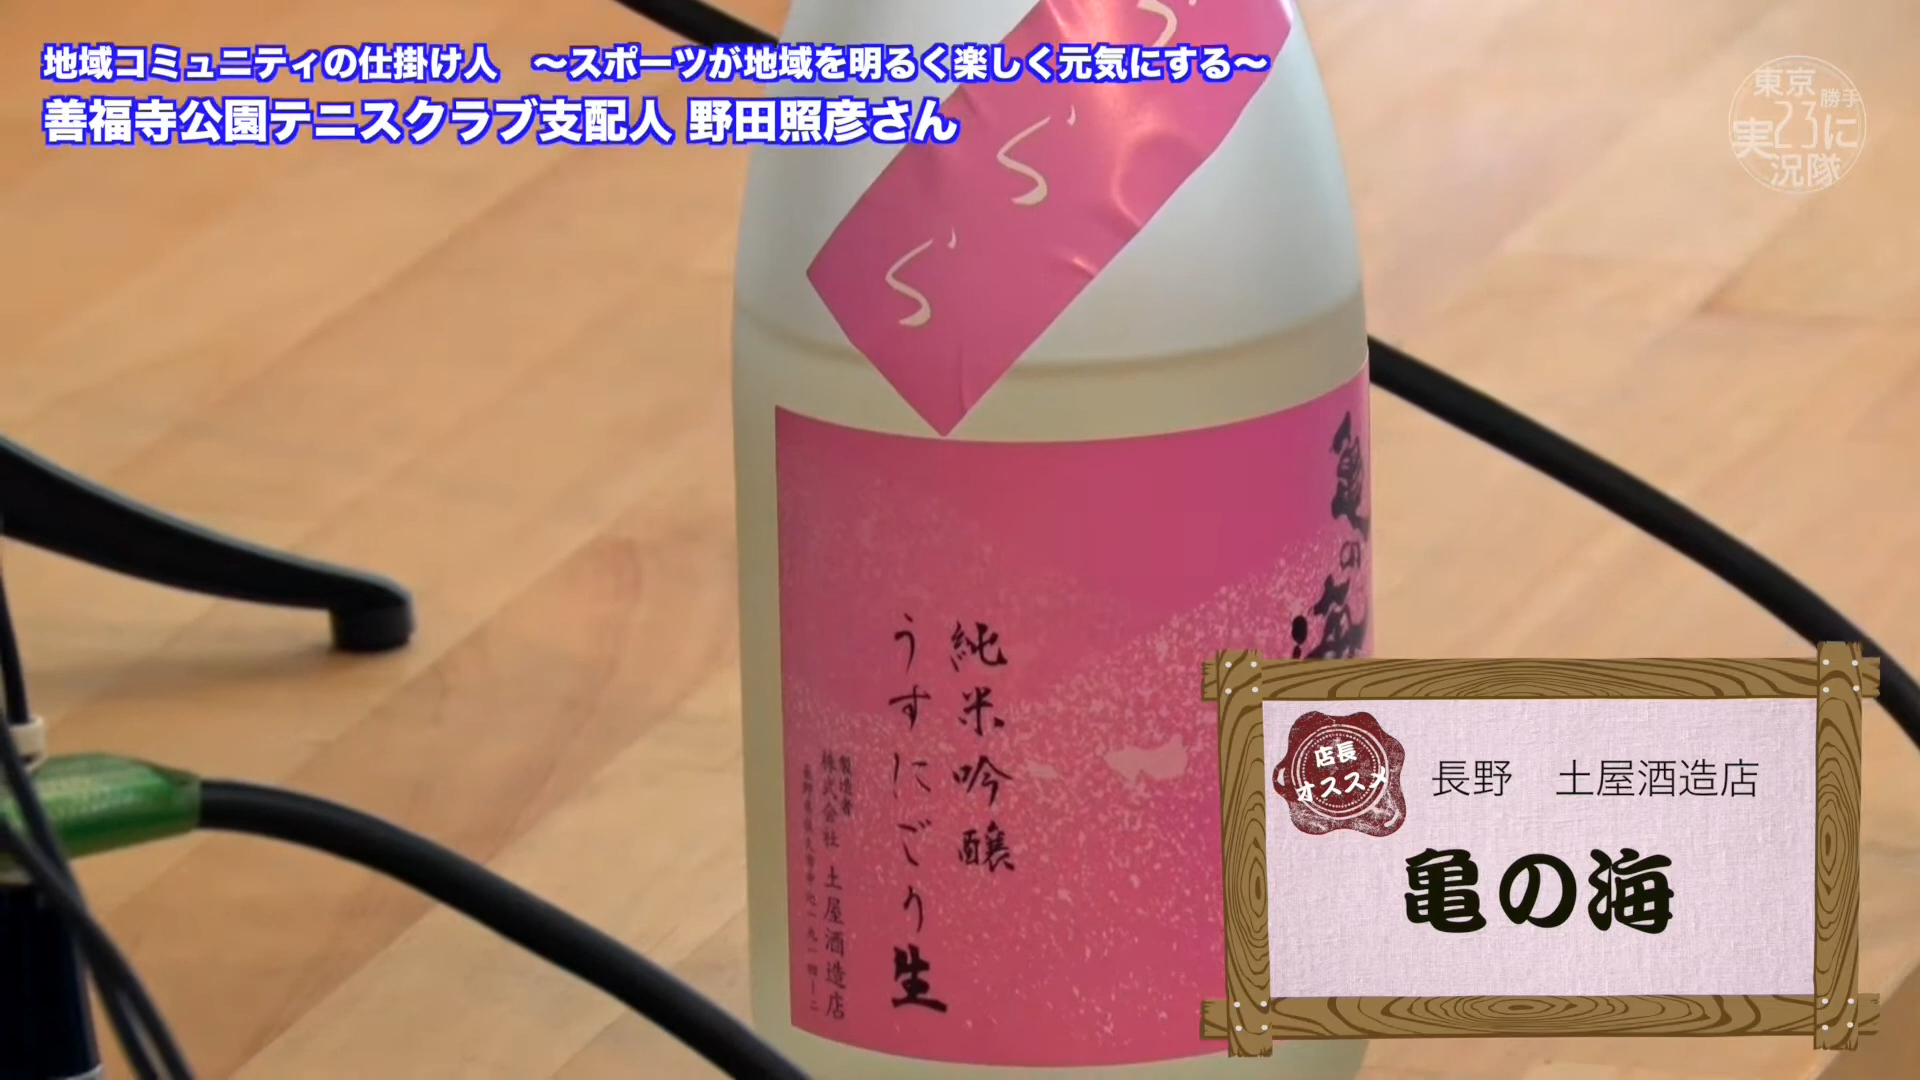 地域コミュニティの仕掛け人　〜スポーツが地域を明るく楽しく元気にする〜
善福寺公園テニスクラブ支配人 野田照彦さん
東京
23
勝手に
実況隊
亀の海
純米吟醸
うすにごり生
製造者
株式会社 土屋酒造店
店長
オススメ
長野　土屋酒造店
亀の海